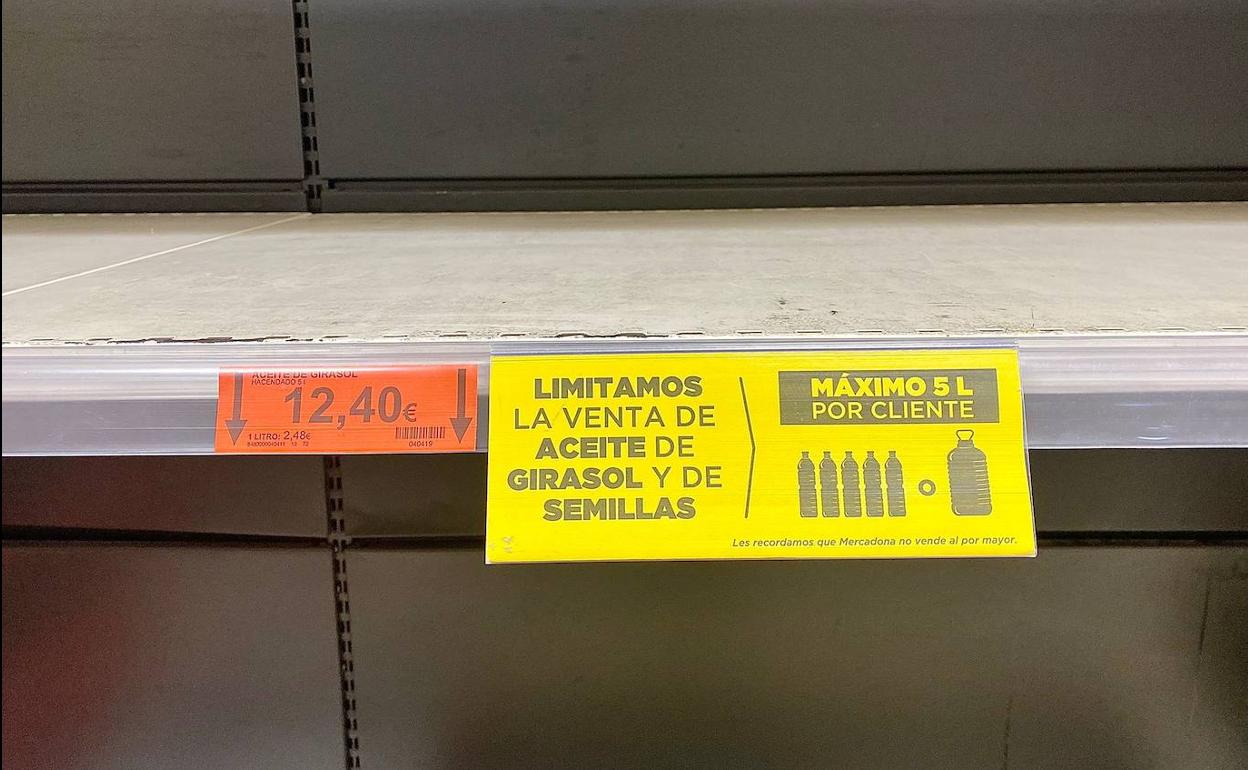 ACEITE DE GIRASOL
HACENDADO 5 l
12,40€
1 LITRO: 2,48€
040419
LIMITAMOS
LA VENTA DE
ACEITE DE
GIRASOL Y DE
SEMILLAS
MÁXIMO 5 L
POR CLIENTE
o
Les recordamos que Mercadona no vende al por mayor.